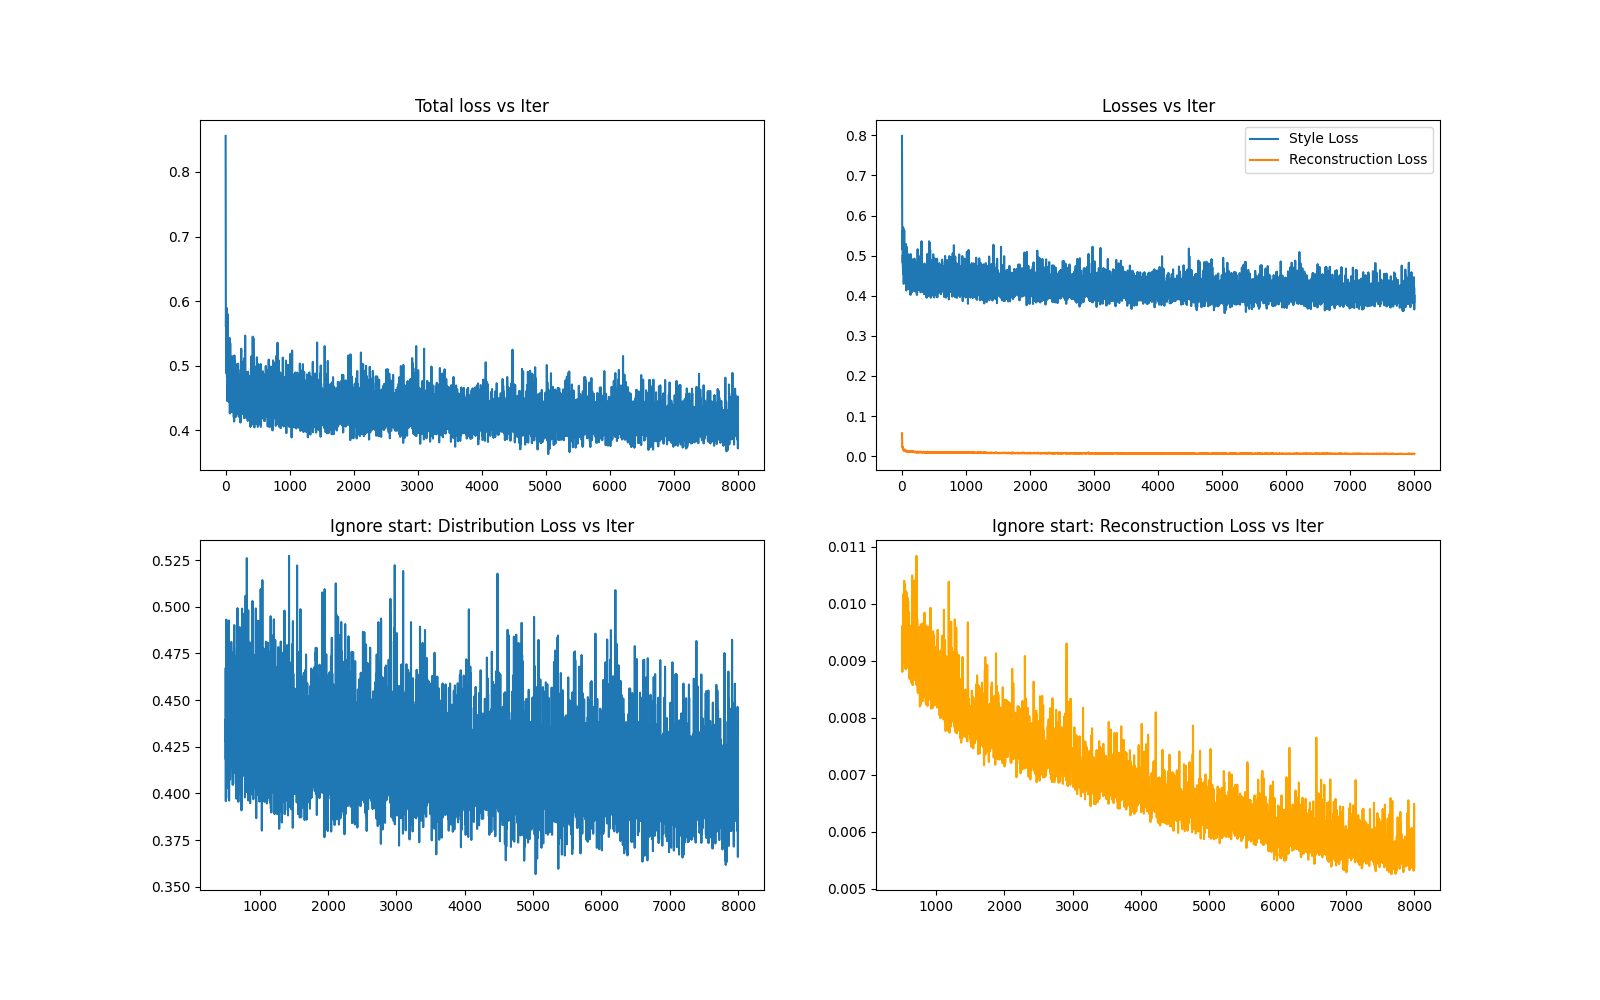 Total loss vs Iter
0.8
0.7
0.6
0.5
0.4
0 1000 2000 3000 4000 5000 6000 7000 8000
Losses vs Iter
Style Loss
Reconstruction Loss
0.8
0.7
0.6
0.5
0.4
0.3
0.2
0.1
0.0
0 1000 2000 3000 4000 5000 6000 7000 8000
Ignore start: Distribution Loss vs Iter
0.525
0.500
0.475
0.450
0.425
0.400
0.375
0.350
1000 2000 3000 4000 5000 6000 7000 8000
Ignore start: Reconstruction Loss vs Iter
0.011
0.010
0.009
0.008
0.007
0.006
0.005
1000 2000 3000 4000 5000 6000 7000 8000